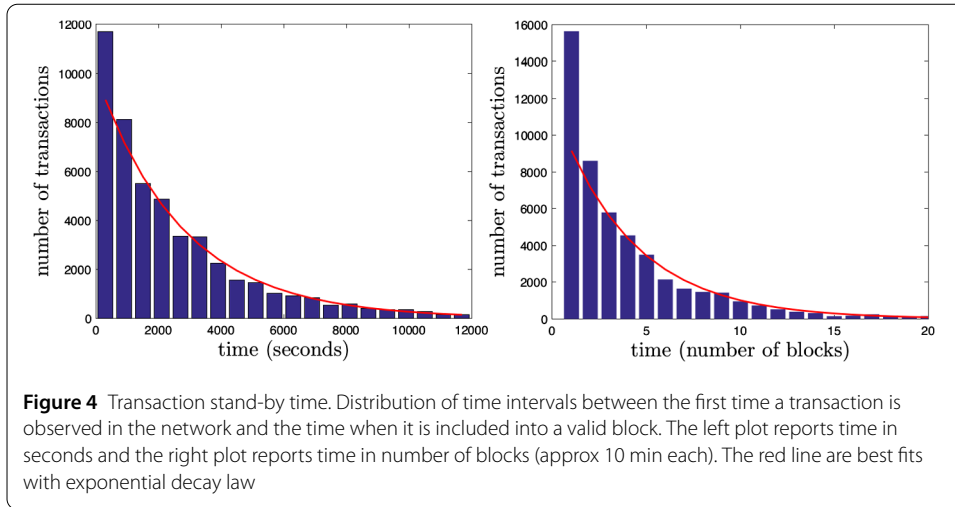 12000
10000
8000
6000
4000
2000
0
number of transactions
0 2000 4000 6000 8000 10000 12000
time (seconds)
16000
14000
12000
10000
8000
6000
4000
2000
0
number of transactions
0 5 10 15 20
time (number of blocks)
Figure 4 Transaction stand-by time. Distribution of time intervals between the first time a transaction is
observed in the network and the time when it is included into a valid block. The left plot reports time in
seconds and the right plot reports time in number of blocks (approx 10 min each). The red line are best fits
with exponential decay law